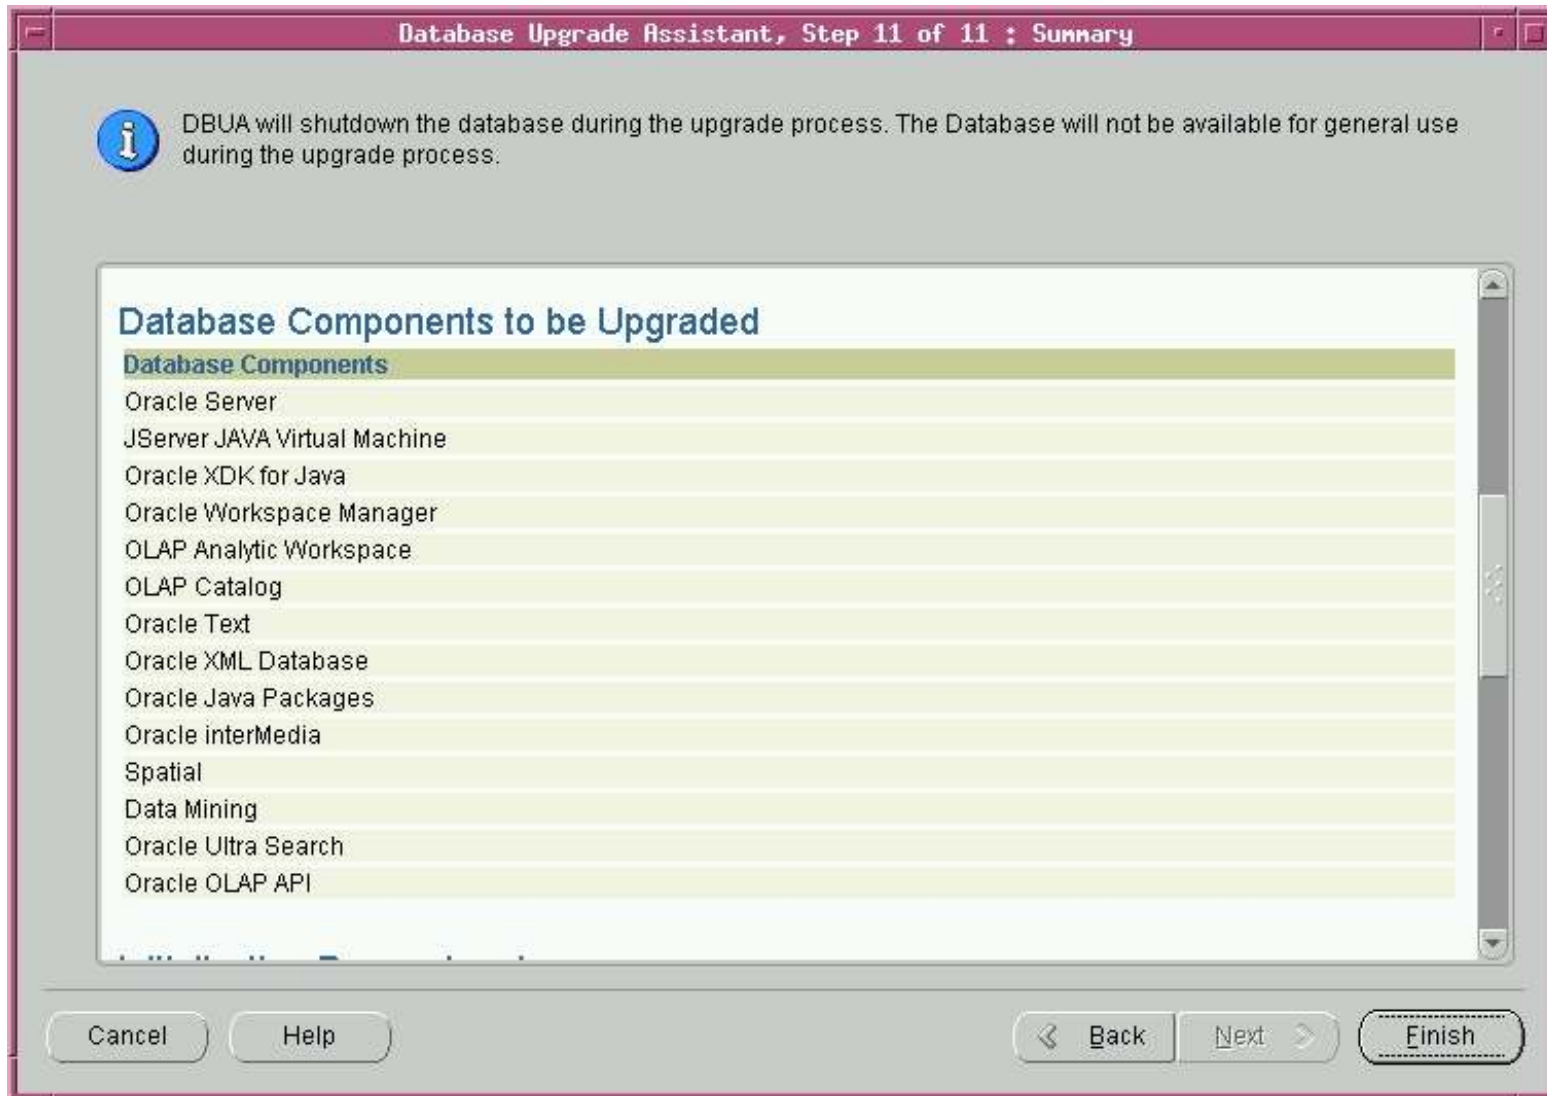 Database Upgrade Assistant, Step 11 of 11 : Summary
DBUA will shutdown the database during the upgrade process. The Database will not be available for general use
during the upgrade process.
Database Components to be Upgraded
Database Components
Oracle Server
JServer JAVA Virtual Machine
Oracle XDK for Java
Oracle Workspace Manager
OLAP Analytic Workspace
OLAP Catalog
Oracle Text
Oracle XML Database
Oracle Java Packages
Oracle interMedia
Spatial
Data Mining
Oracle Ultra Search
Oracle OLAP API
Cancel
Help
Back
Next
Finish